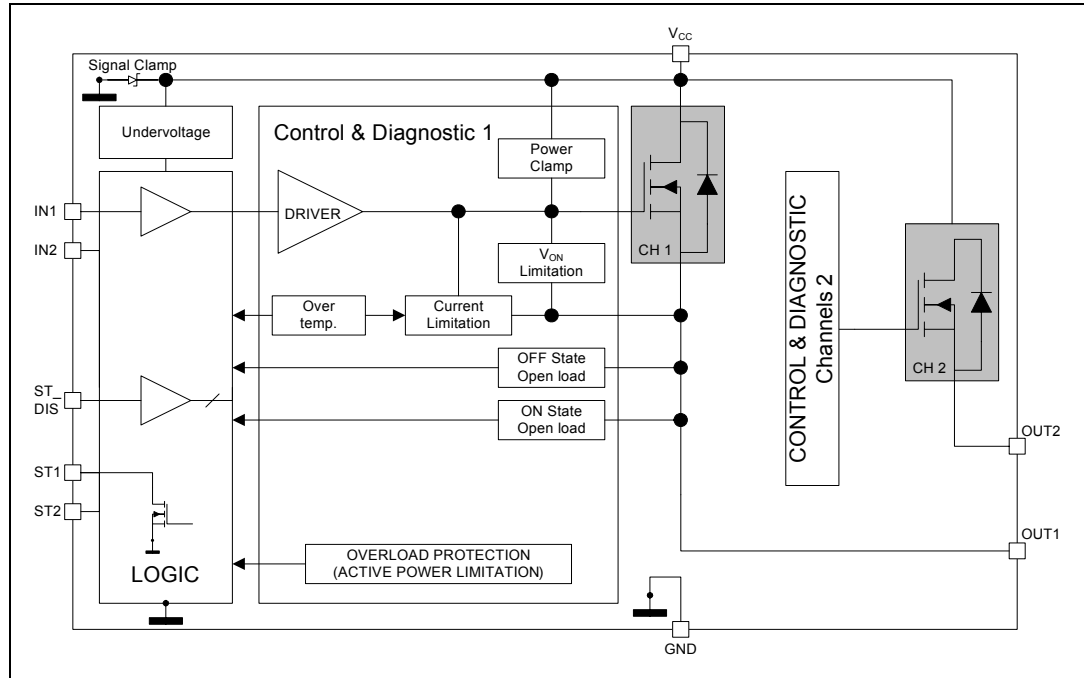 VCC
Signal Clamp
Undervoltage
Control & Diagnostic 1
Power
Clamp
IN1
DRIVER
IN2
VON
Limitation
CH 1
Over
temp.
Current
Limitation
CONTROL & DIAGNOSTIC
Channels 2
CH 2
OFF State
Open load
ST_
DIS
ON State
Open load
OUT2
ST1
ST2
OUT1
OVERLOAD PROTECTION
(ACTIVE POWER LIMITATION)
LOGIC
GND